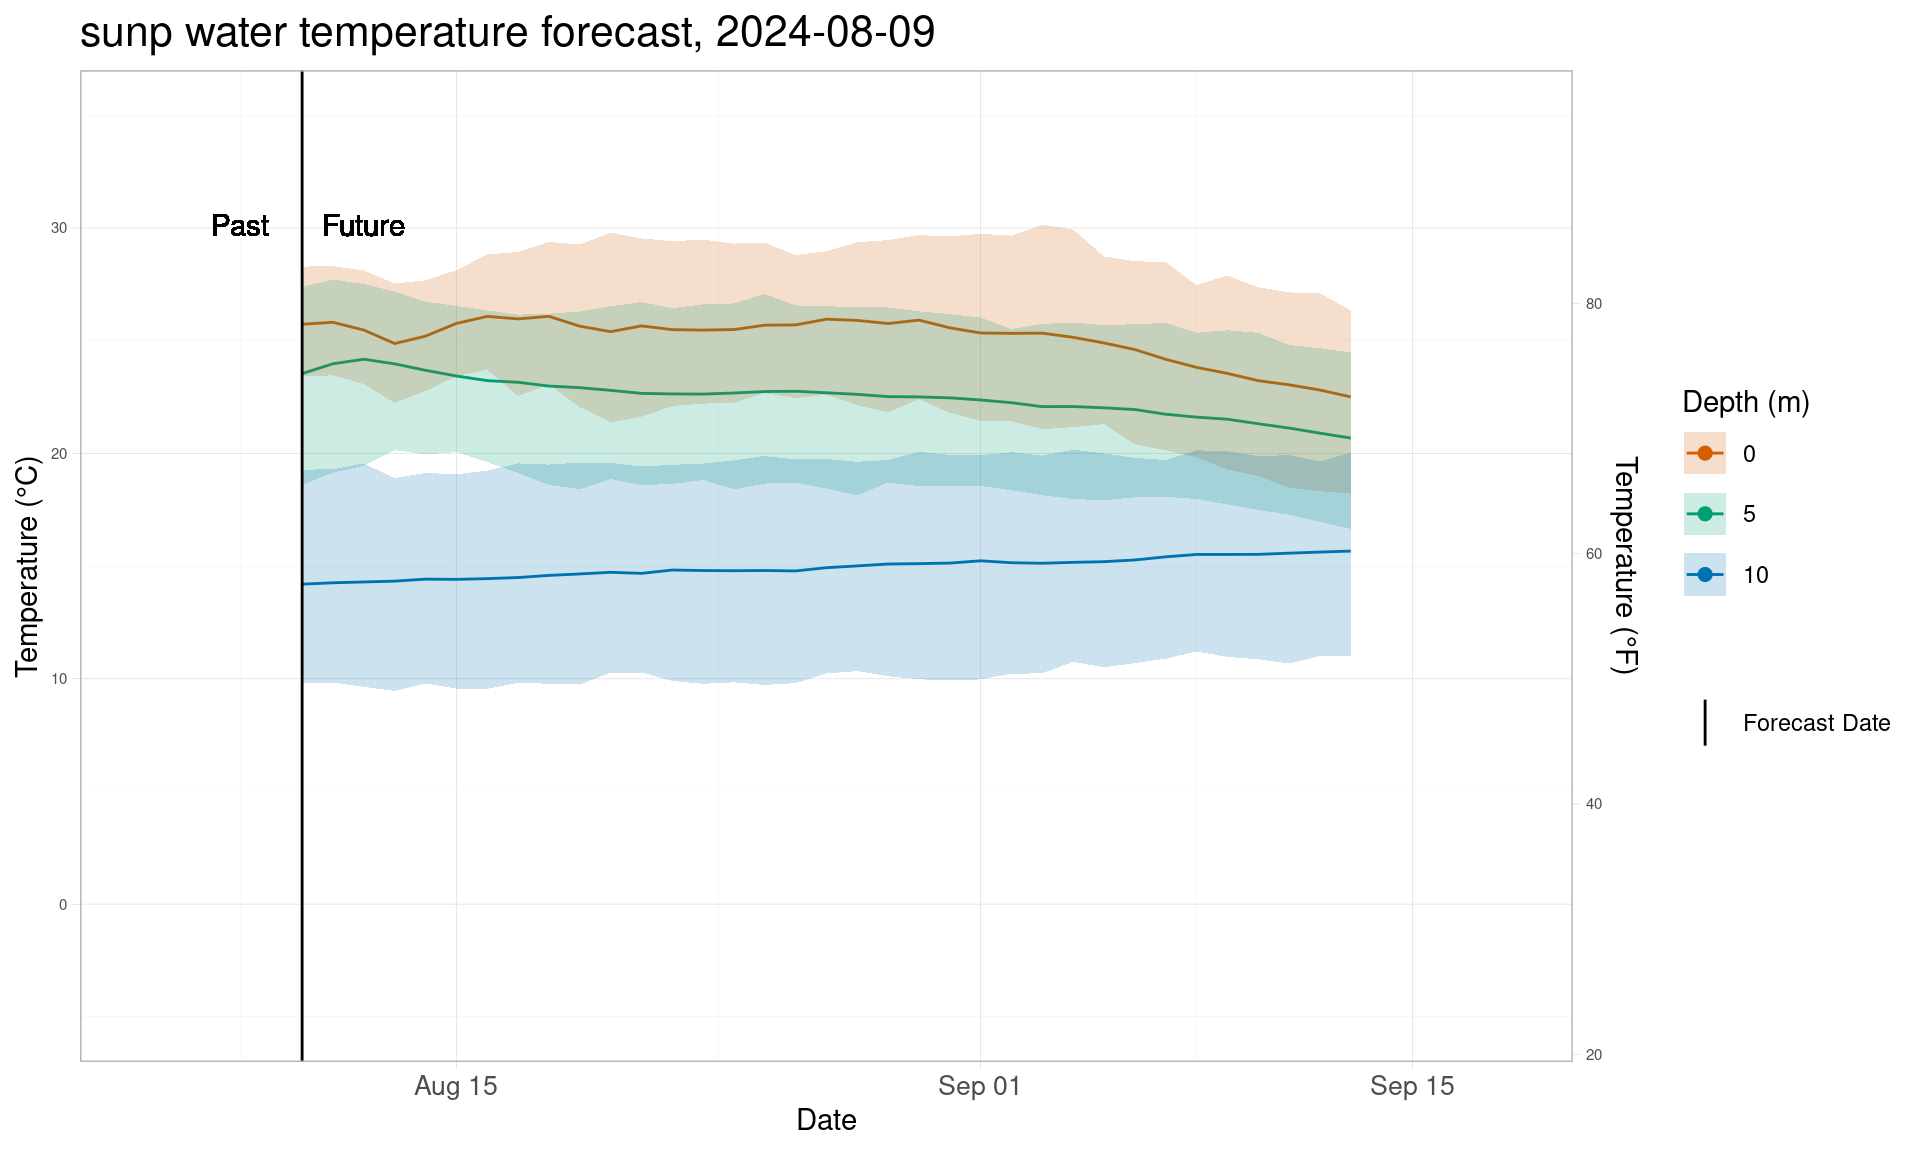 sunp water temperature forecast, 2024-08-09
Past
Future
30
20
10
0
Temperature (°C)
80
60
40
20
Temperature (°F)
Aug 15
Sep 01
Sep 15
Date
Depth (m)
0
5
10
Forecast Date